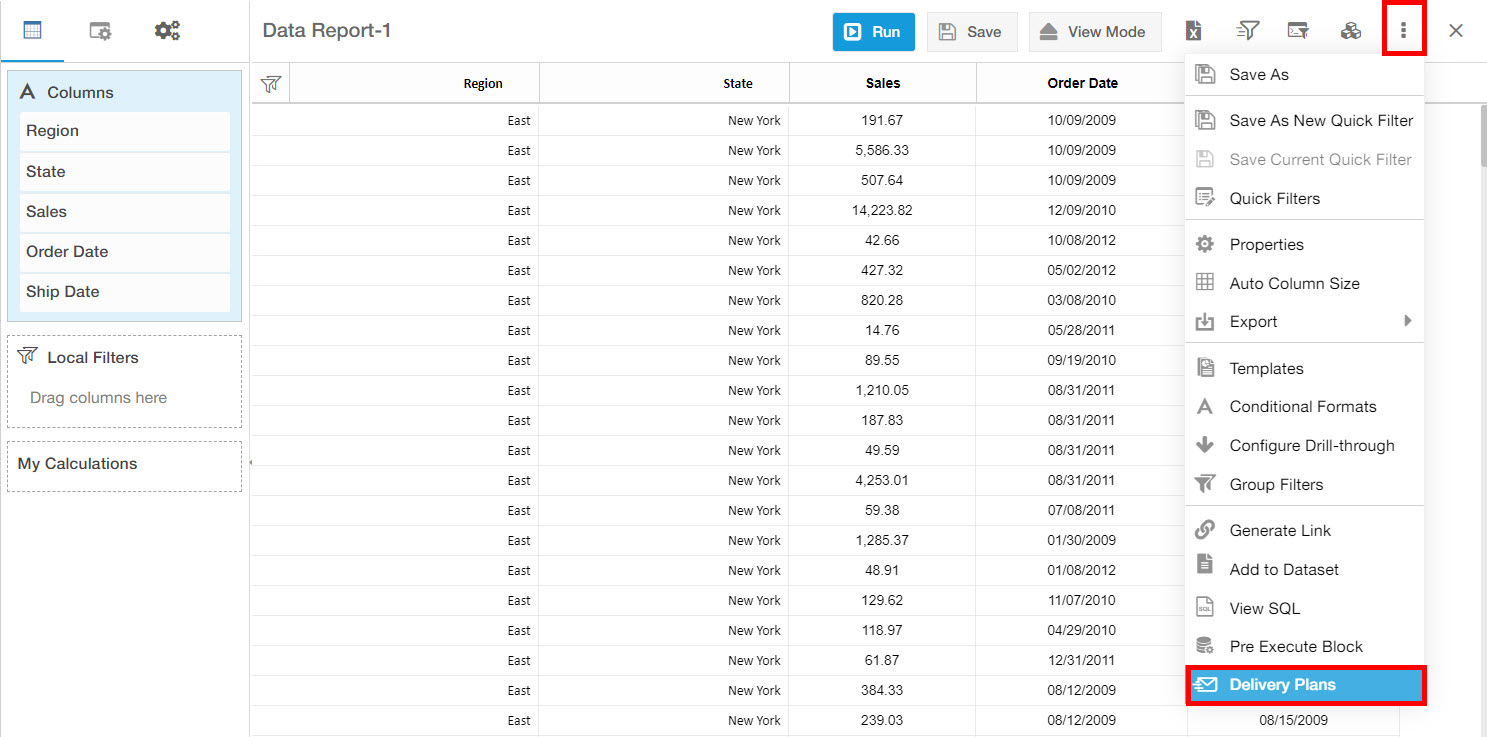 Data Report-1
Run
Save
View Mode
Columns
Region
State
Sales
Order Date
Ship Date
Local Filters
Drag columns here
My Calculations
Region State Sales Order Date
East New York 191.67 10/09/2009
East New York 5,586.33 10/09/2009
East New York 507.64 10/09/2009
East New York 14,223.82 12/09/2010
East New York 42.66 10/08/2012
East New York 427.32 05/02/2012
East New York 820.28 03/08/2010
East New York 14.76 05/28/2011
East New York 89.55 09/19/2010
East New York 1,210.05 08/31/2011
East New York 187.83 08/31/2011
East New York 49.59 08/31/2011
East New York 4,253.01 08/31/2011
East New York 59.38 07/08/2011
East New York 1,285.37 01/30/2009
East New York 48.91 01/08/2012
East New York 129.62 11/07/2010
East New York 118.97 04/29/2010
East New York 61.87 12/31/2011
East New York 384.33 08/12/2009
East New York 239.03 08/12/2009 08/15/2009
Save As
Save As New Quick Filter
Save Current Quick Filter
Quick Filters
Properties
Auto Column Size
Export
Templates
Conditional Formats
Configure Drill-through
Group Filters
Generate Link
Add to Dataset
View SQL
Pre Execute Block
Delivery Plans